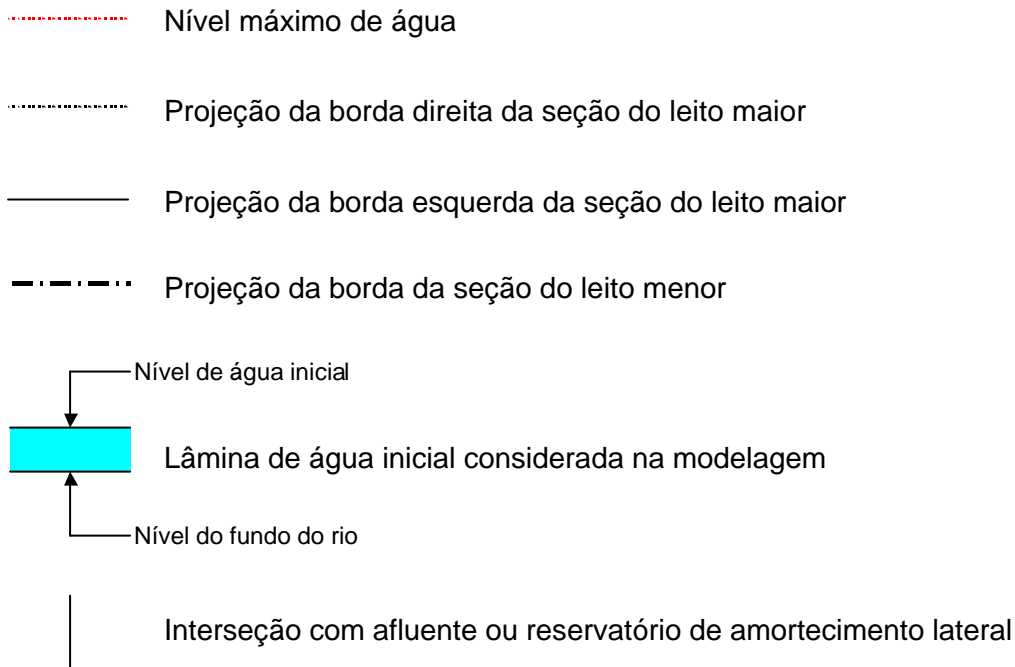 Nível máximo de água
Projeção da borda direita da seção do leito maior
Projeção da borda esquerda da seção do leito maior
Projeção da borda da seção do leito menor
Nível de água inicial
Lâmina de água inicial considerada na modelagem
Nível do fundo do rio
Interseção com afluente ou reservatório de amortecimento lateral